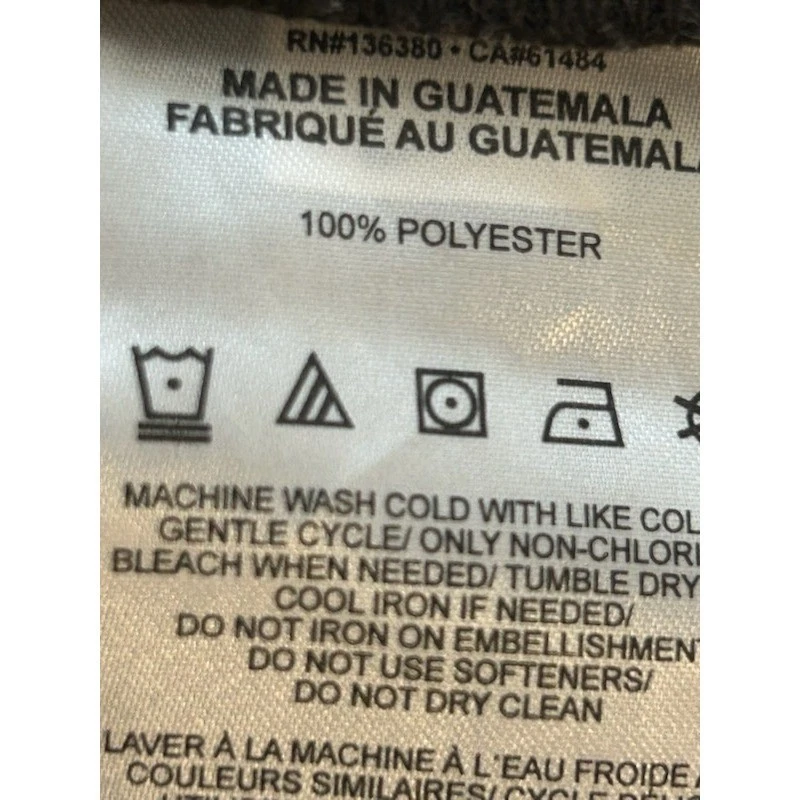 RN#136380 • CA#61484
MADE IN GUATEMALA
FABRIQUÉ AU GUATEMAL
100% POLYESTER
MACHINE WASH COLD WITH LIKE COL
GENTLE CYCLE/ ONLY NON-CHLORI
BLEACH WHEN NEEDED/ TUMBLE DRY
COOL IRON IF NEEDED/
DO NOT IRON ON EMBELLISHMENT
DO NOT USE SOFTENERS/
DO NOT DRY CLEAN
LAVER À LA MACHINE À L'EAU FROIDE
COULEURS SIMILAIRES/ CYCLE